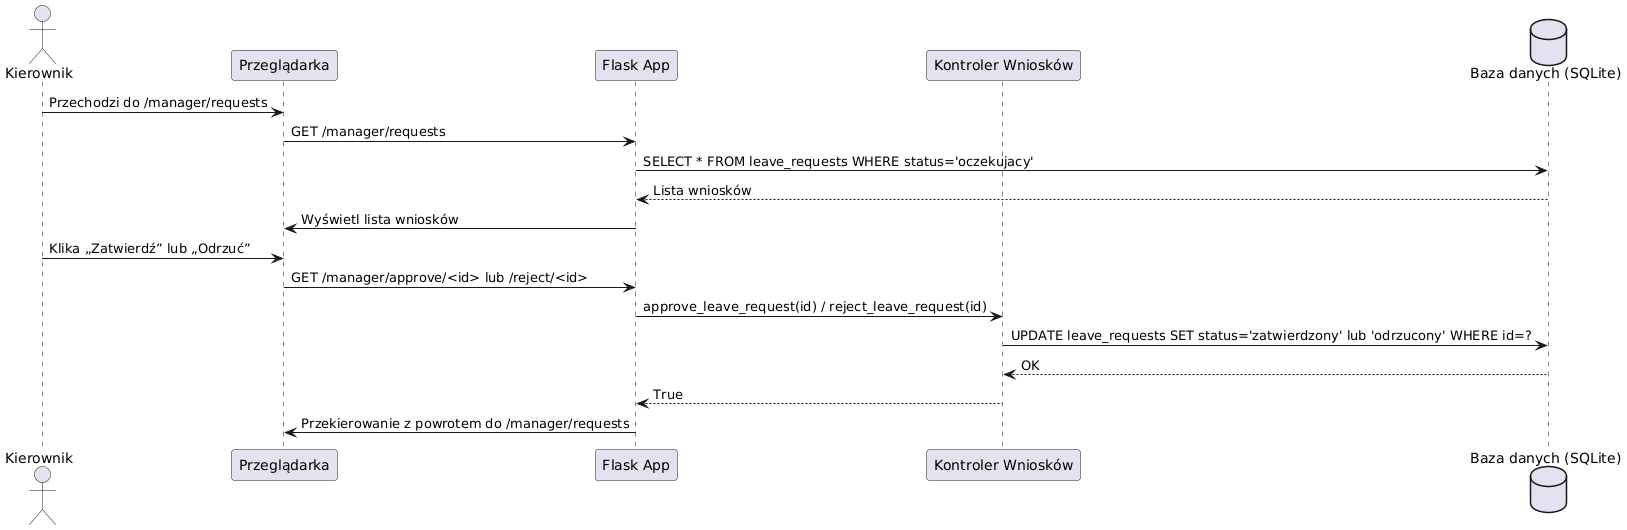 Kierownik
Przeglądarka
Flask App
Kontroler Wniosków
Baza danych (SQLite)
Przechodzi do /manager/requests
GET /manager/requests
SELECT * FROM leave_requests WHERE status='oczekujacy'
Lista wniosków
Wyświetl lista wniosków
Klika „Zatwierdź” lub „Odrzuć”
GET /manager/approve/<id> lub /reject/<id>
approve_leave_request(id) / reject_leave_request(id)
UPDATE leave_requests SET status='zatwierdzony' lub 'odrzucony' WHERE id=?
OK
True
Przekierowanie z powrotem do /manager/requests
Kierownik
Przeglądarka
Flask App
Kontroler Wniosków
Baza danych (SQLite)